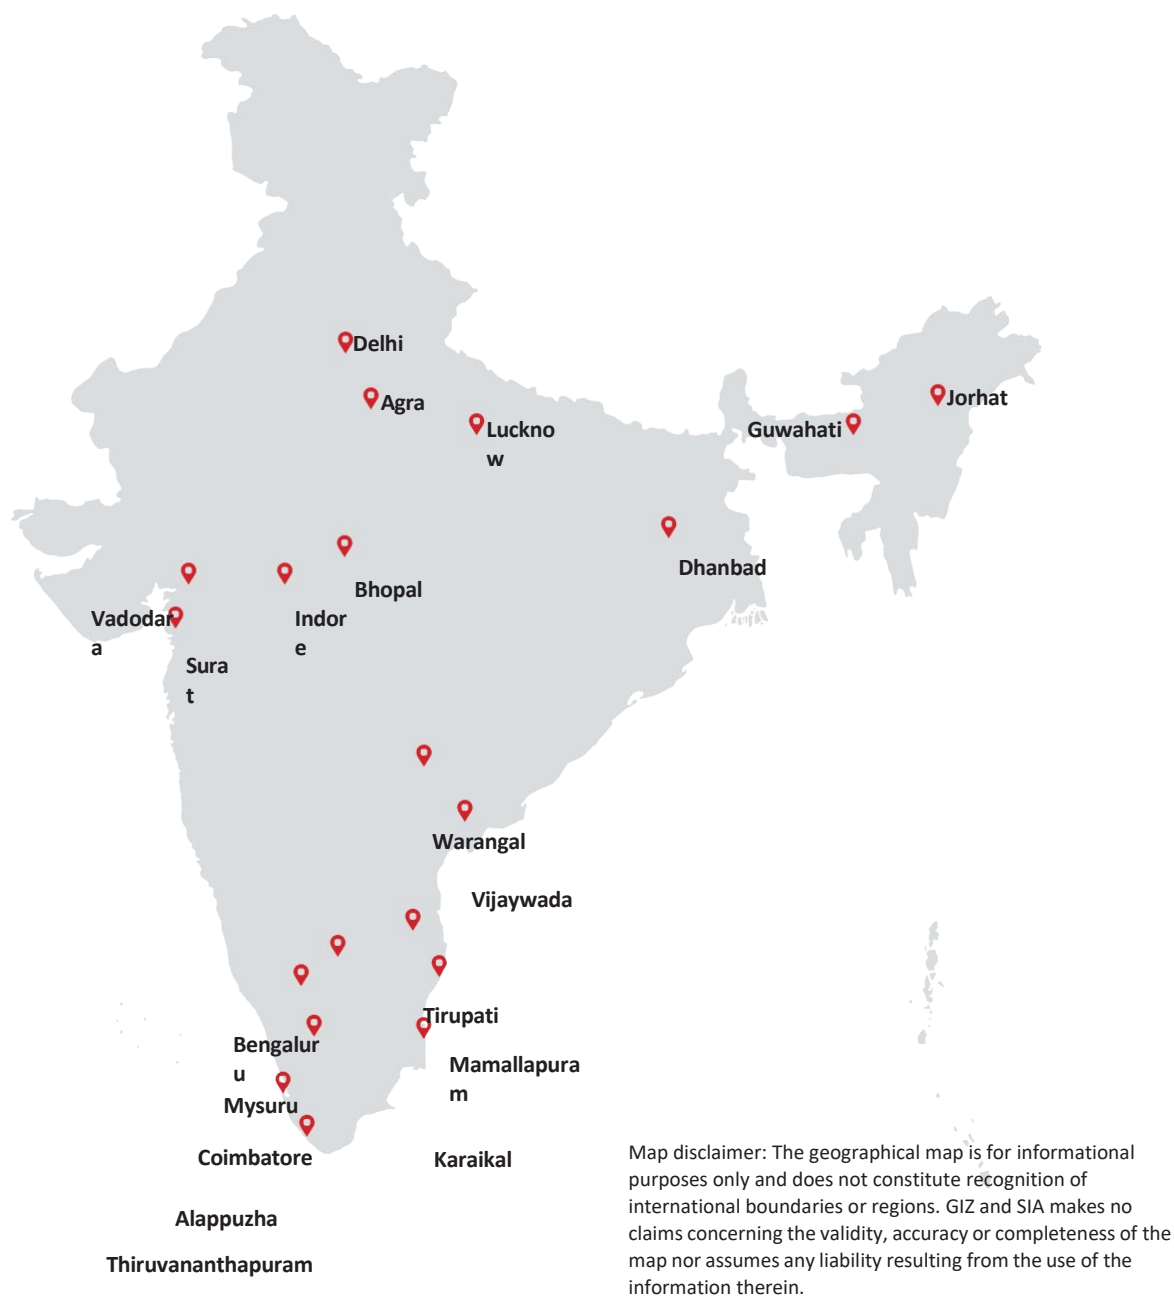 Delhi
Agra
Jorhat
Luckno
w
Guwahati
Dhanbad
Bhopal
Vadodar
a
Indor
e
Sura
t
Warangal
Vijaywada
Tirupati
Bengalur
u
Mamallapura
m
Mysuru
Coimbatore
Karaikal
Alappuzha
Thiruvananthapuram
Map disclaimer: The geographical map is for informational
purposes only and does not constitute recognition of
international boundaries or regions. GIZ and SIA makes no
claims concerning the validity, accuracy or completeness of the
map nor assumes any liability resulting from the use of the
information therein.